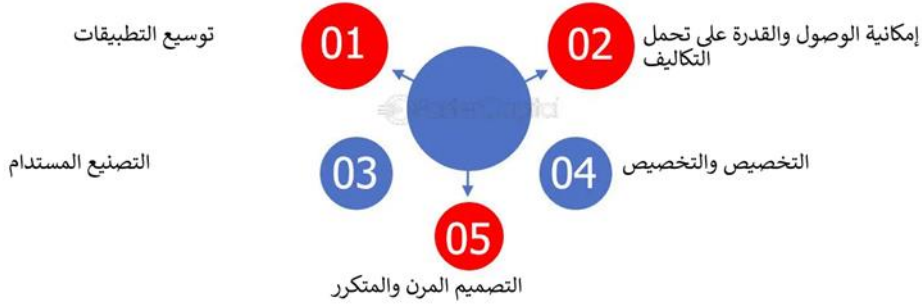 01
توسيع التطبيقات
02
إمكانية الوصول والقدرة على تحمل
التكاليف
03
التصنيع المستدام
04
التخصيص والتخصيص
05
التصميم المرن والمتكرر